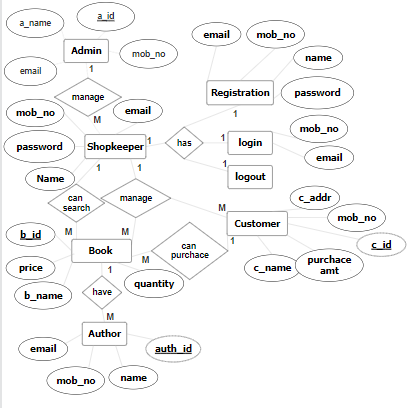 a_id
a_name
email
mob_no
name
Admin
mob_no
email
1
Registration
password
manage
1
M
mob_no
email
mob_no
1
has
1
login
password
Shopkeeper
email
1
logout
Name
1
1
can
search
manage
c_addr
mob_no
M
Customer
b_id
M
M
can
purchace
1
c_id
Book
M
price
c_name
purchace
amt
1
quantity
b_name
have
M
Author
email
auth_id
mob_no
name